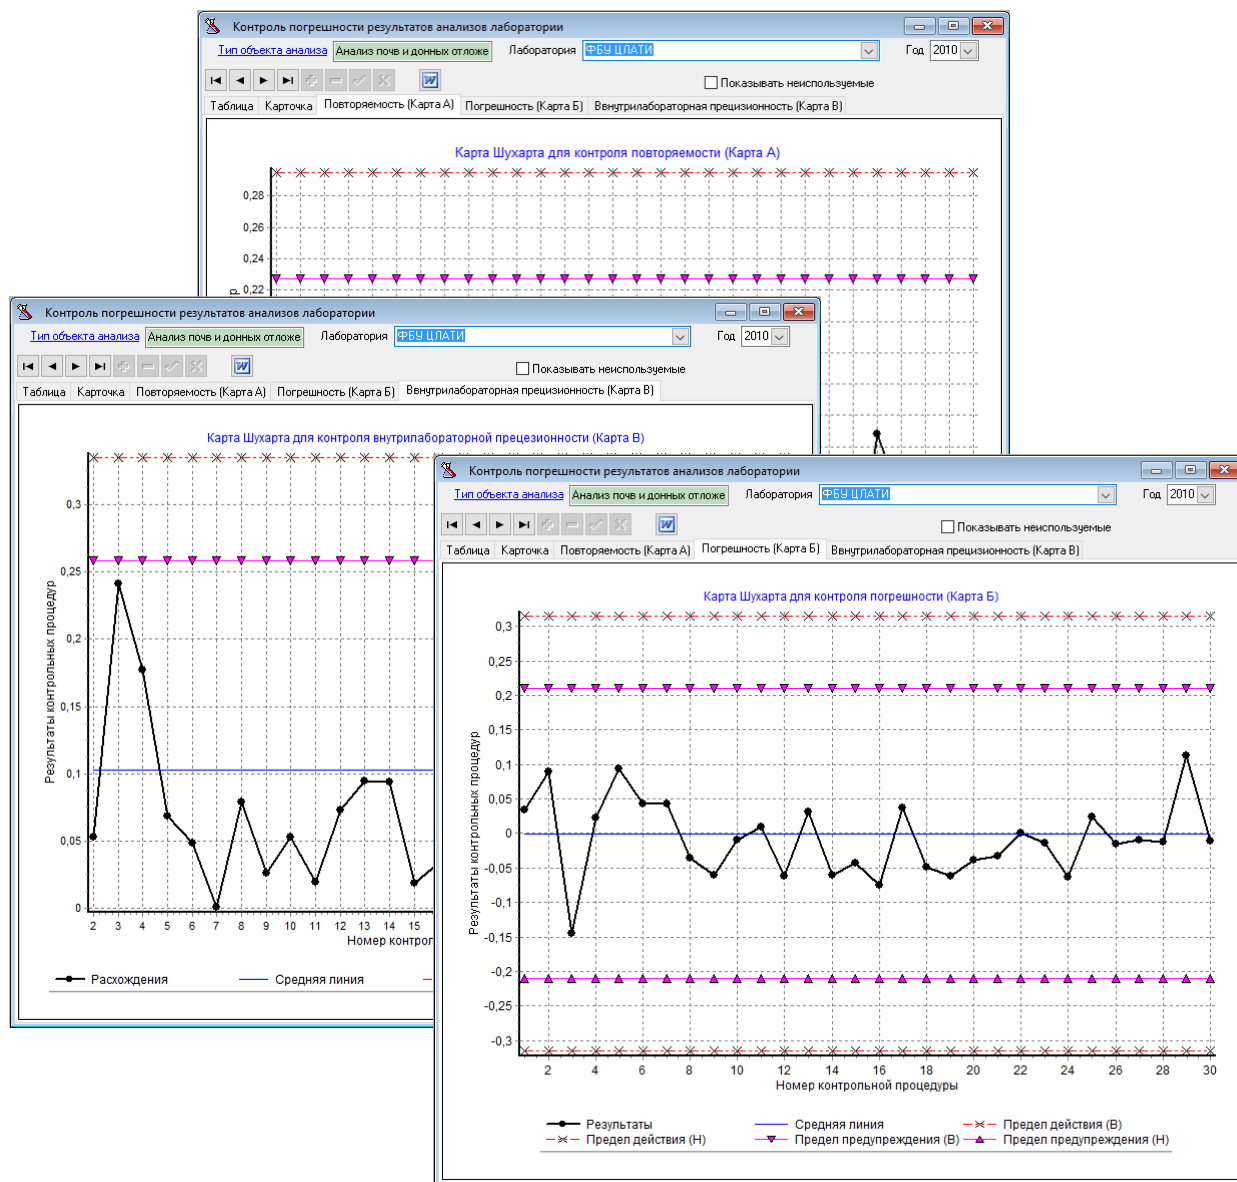 Контроль погрешности результатов анализов лаборатории
Тип объекта анализа Анализ почв и донных отложе Лаборатория ФБУ ЦЛАТИ Год 2010
Показывать неиспользуемые
Таблица Карточка Повторяемость (Карта А) Погрешность (Карта Б) Ввнутрилабораторная прецизионность (Карта В)
Карта Шухарта для контроля повторяемости (Карта А)
0,28
0,26
0,24
0,22
Контроль погрешности результатов анализов лаборатории
Тип объекта анализа Анализ почв и донных отложе Лаборатория ФБУ ЦЛАТИ Год 2010
Показывать неиспользуемые
Таблица Карточка Повторяемость (Карта А) Погрешность (Карта Б) Ввнутрилабораторная прецизионность (Карта В)
Карта Шухарта для контроля внутрилабораторной прецезионности (Карта В)
Результаты контрольных процедур
0,3
0,25
0,2
0,15
0,1
0,05
0
2 3 4 5 6 7 8 9 10 11 12 13 14 15
Номер контрол
Расхождения Средняя линия
Контроль погрешности результатов анализов лаборатории
Тип объекта анализа Анализ почв и донных отложе Лаборатория ФБУ ЦЛАТИ Год 2010
Показывать неиспользуемые
Таблица Карточка Повторяемость (Карта А) Погрешность (Карта Б) Ввнутрилабораторная прецизионность (Карта В)
Карта Шухарта для контроля погрешности (Карта Б)
Результаты контрольных процедур
0,3
0,25
0,2
0,15
0,1
0,05
0
-0,05
-0,1
-0,15
-0,2
-0,25
-0,3
2 4 6 8 10 12 14 16 18 20 22 24 26 28 30
Номер контрольной процедуры
Результаты Средняя линия Предел действия (В)
Предел действия (Н) Предел предупреждения (В) Предел предупреждения (Н)